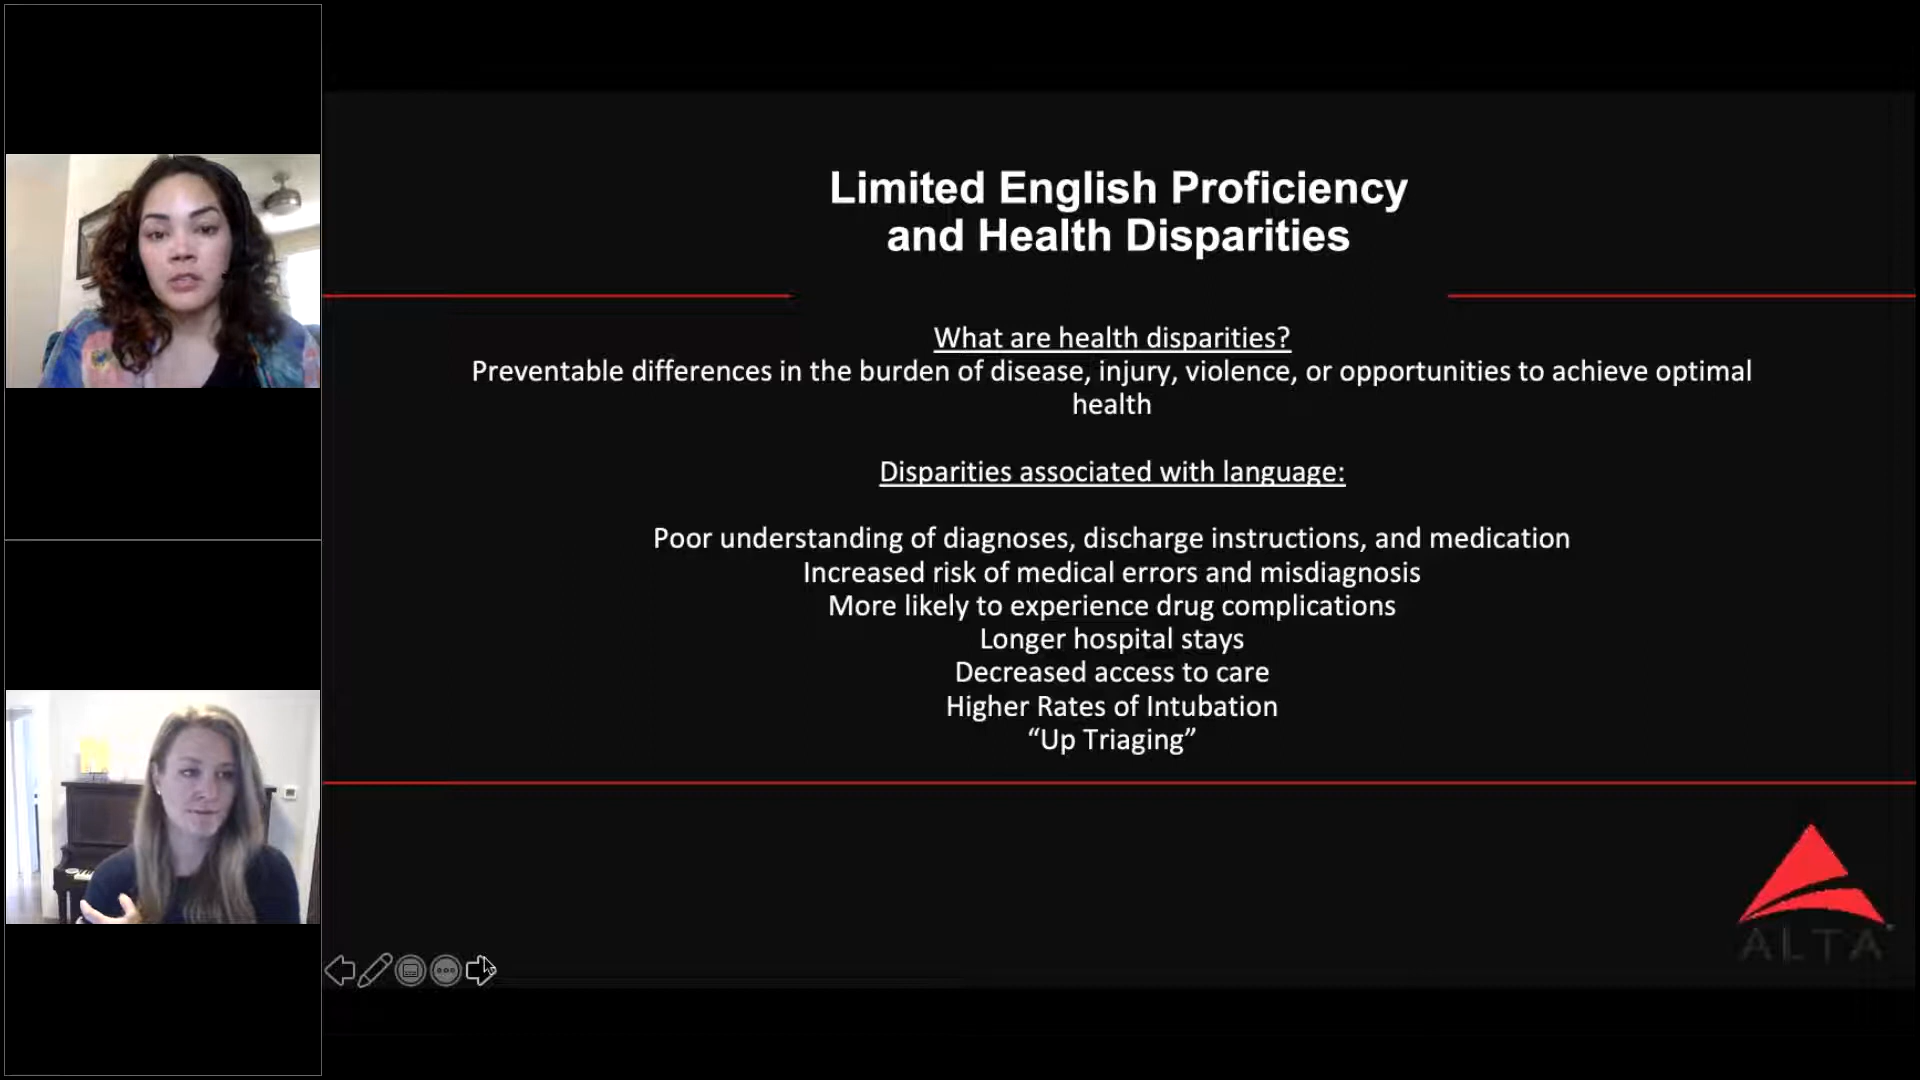 Limited English Proficiency
and Health Disparities
What are health disparities?
Preventable differences in the burden of disease, injury, violence, or opportunities to achieve optimal
health
Disparities associated with language:
Poor understanding of diagnoses, discharge instructions, and medication
Increased risk of medical errors and misdiagnosis
More likely to experience drug complications
Longer hospital stays
Decreased access to care
Higher Rates of Intubation
“Up Triaging”
ALTA